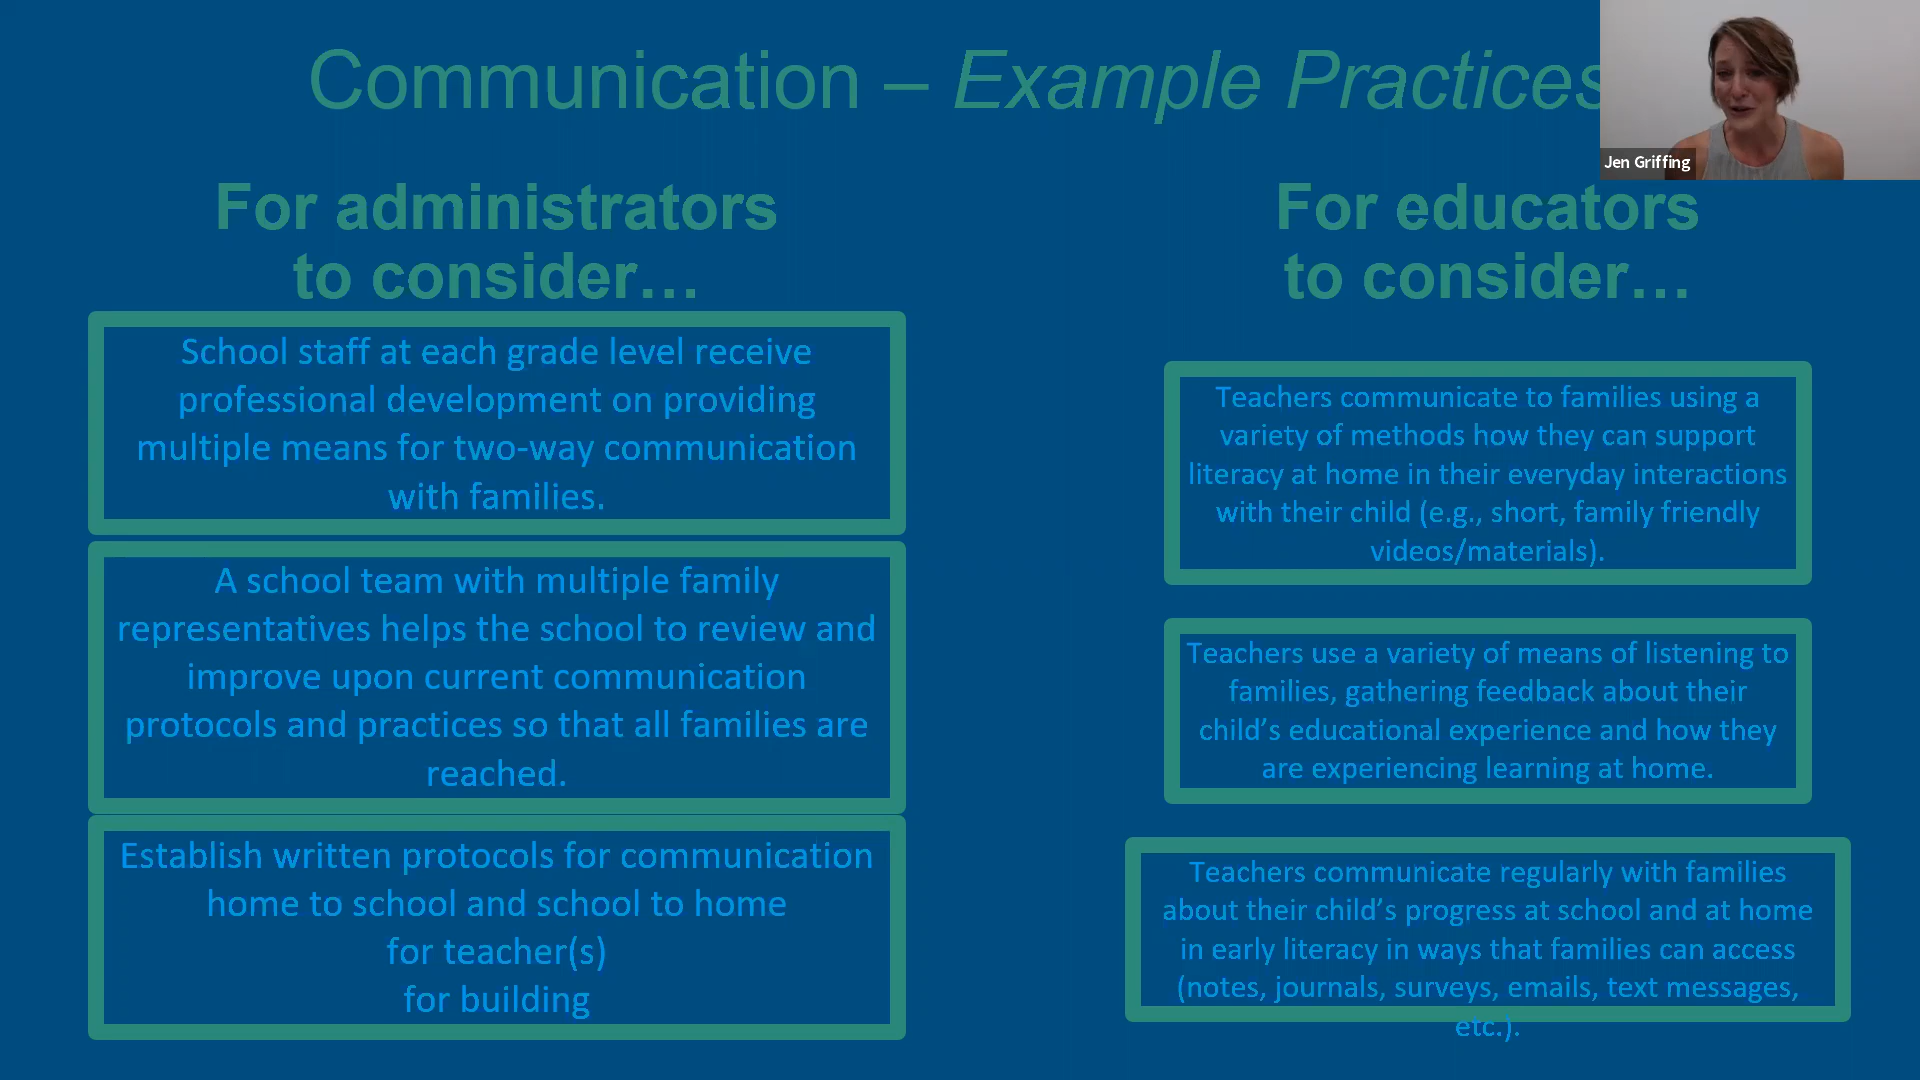 Communication – Example Practices
Jen Griffing
For administrators
to consider…
School staff at each grade level receive
professional development on providing
multiple means for two-way communication
with families.
A school team with multiple family
representatives helps the school to review and
improve upon current communication
protocols and practices so that all families are
reached.
Establish written protocols for communication
home to school and school to home
for teacher(s)
for building
For educators
to consider…
Teachers communicate to families using a
variety of methods how they can support
literacy at home in their everyday interactions
with their child (e.g., short, family friendly
videos/materials).
Teachers use a variety of means of listening to
families, gathering feedback about their
child’s educational experience and how they
are experiencing learning at home.
Teachers communicate regularly with families
about their child’s progress at school and at home
in early literacy in ways that families can access
(notes, journals, surveys, emails, text messages,
etc.).